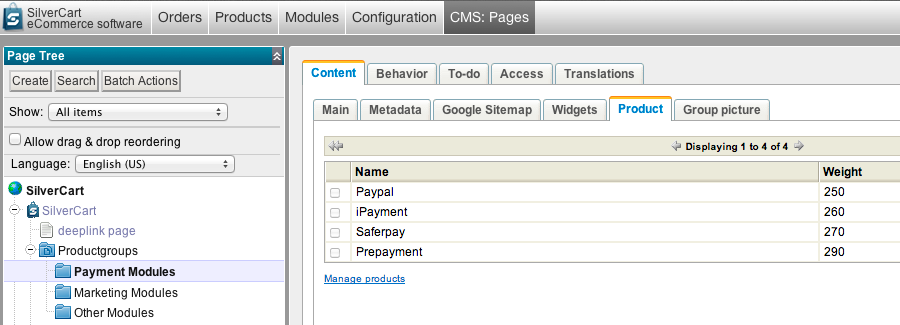 SilverCart
eCommerce software
Orders
Products
Modules
Configuration
CMS: Pages
Page Tree
Create
Search
Batch Actions
Show:
All items
Allow drag & drop reordering
Language:
English (US)
SilverCart
SilverCart
deeplink page
Productgroups
Payment Modules
Marketing Modules
Other Modules
Content
Behavior
To-do
Access
Translations
Main
Metadata
Google Sitemap
Widgets
Product
Group picture
Displaying 1 to 4 of 4
Name Weight
Paypal 250
iPayment 260
Saferpay 270
Prepayment 290
Manage products